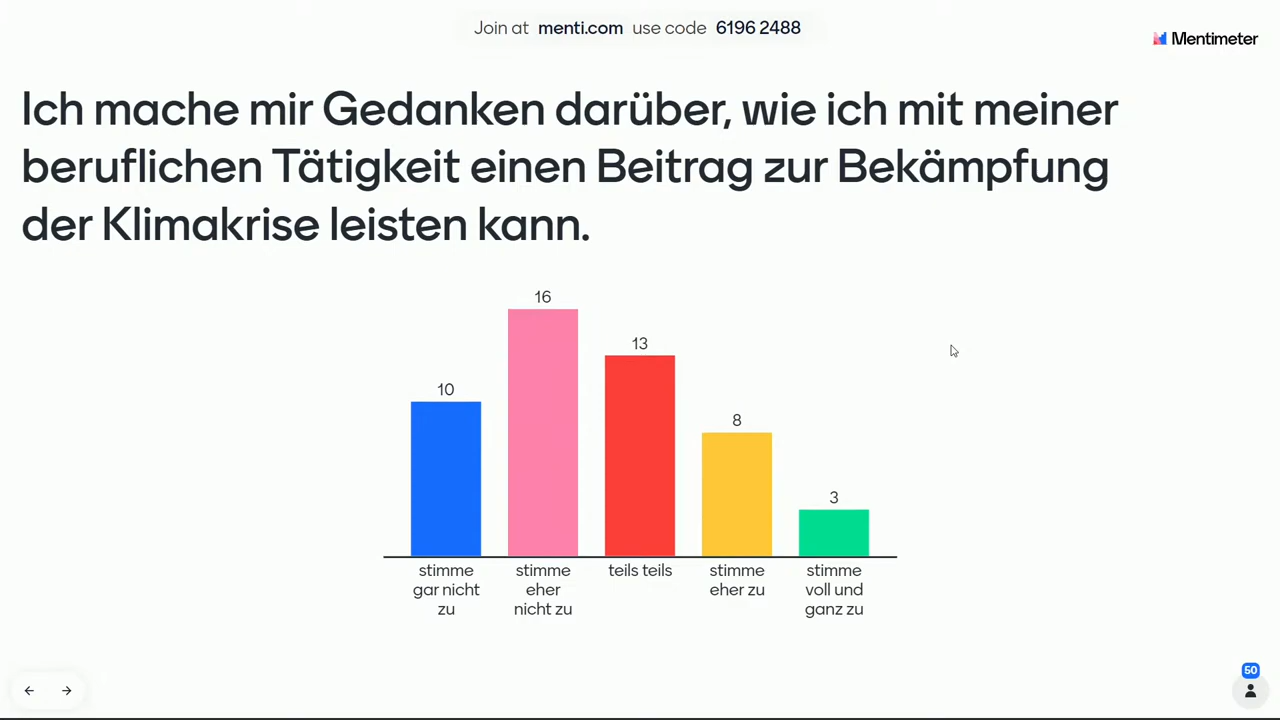 Join at menti.com use code 6196 2488
Mentimeter
Ich mache mir Gedanken darüber, wie ich mit meiner
beruflichen Tätigkeit einen Beitrag zur Bekämpfung
der Klimakrise leisten kann.
10
16
13
8
3
stimme
gar nicht
zu
stimme
eher
nicht zu
teils teils
stimme
eher zu
stimme
voll und
ganz zu
50